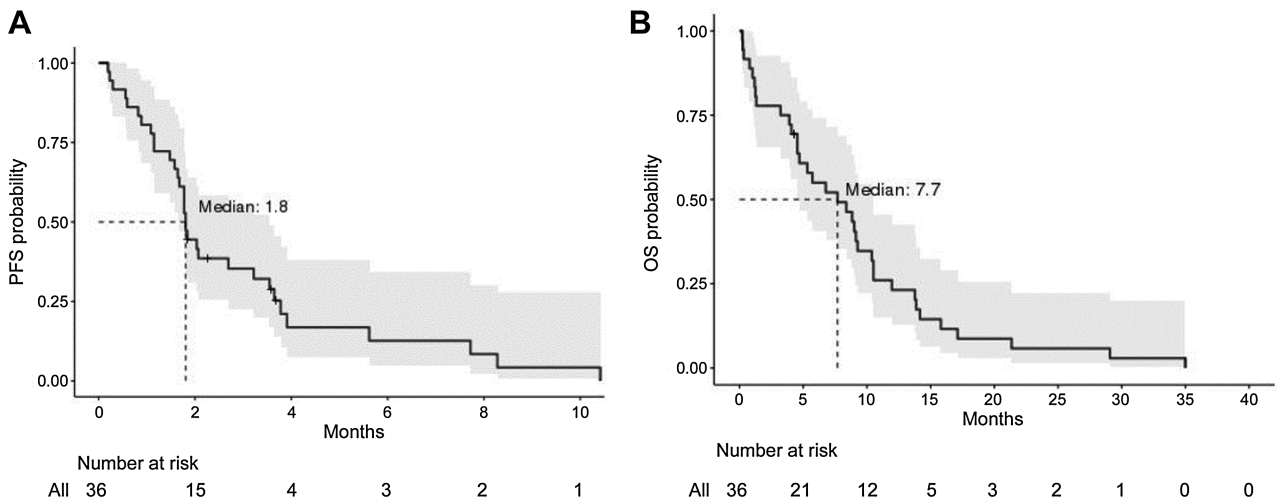 A
PFS probability
1.00
0.75
0.50
0.25
0.00
Median: 1.8
0 2 4 6 8 10
Months
Number at risk
All 36 15 4 3 2 1
B
OS probability
1.00
0.75
0.50
0.25
0.00
Median: 7.7
0 5 10 15 20 25 30 35 40
Months
Number at risk
All 36 21 12 5 3 2 1 0 0